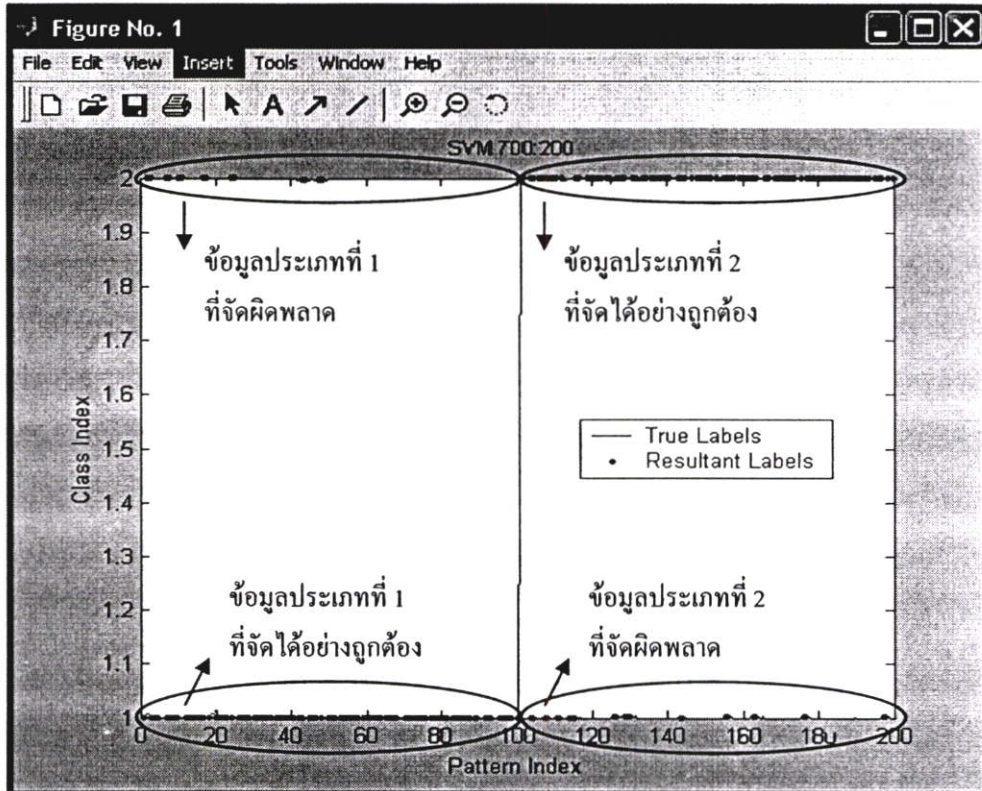 Figure No. 1
File Edit View Insert Tools Window Help
A
SVM 700:200
2
1.9
1.8
1.7
1.6
1.5
1.4
1.3
1.2
1.1
1
Class Index
ข้อมูลประเภทที่ 1
ที่จัดผิดพลาด
ข้อมูลประเภทที่ 2
ที่จัดได้อย่างถูกต้อง
True Labels
Resultant Labels
ข้อมูลประเภทที่ 1
ที่จัดได้อย่างถูกต้อง
ข้อมูลประเภทที่ 2
ที่จัดผิดพลาด
0 20 40 60 80 100 120 140 160 180 200
Pattern Index